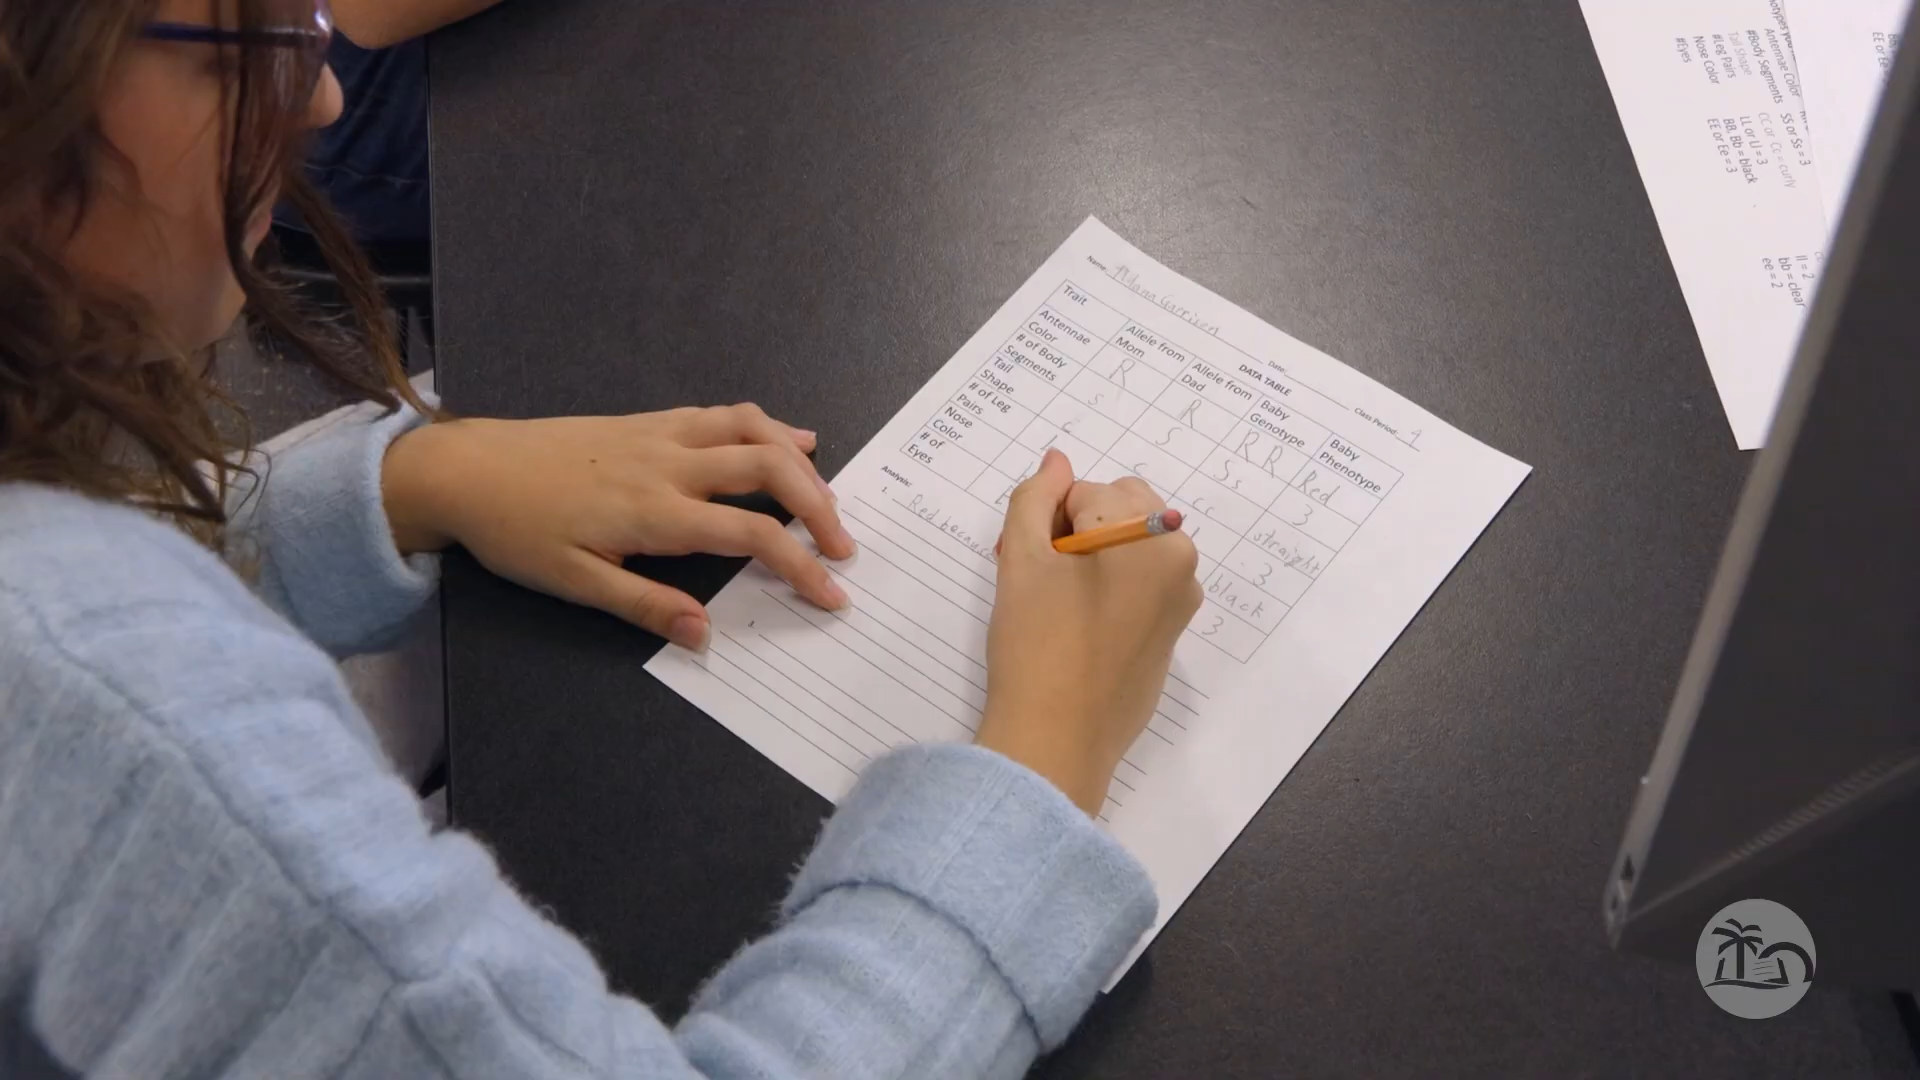 Name:
Date:
Class Period: 4
DATA TABLE
Trait Allele from Mom Allele from Dad Baby Genotype Baby Phenotype
Antennae Color R R RR Red
# of Body Segments s S Ss 3
Tail Shape c c cc straight
# of Leg Pairs 3
Nose Color black
# of Eyes 3
Analysis:
1. Red because
Antennae Color
#Body Segments SS or Ss = 3
Tail Shape CC or Cc = curly
#Leg Pairs LL or Ll = 3 ll = 2
Nose Color BB, Bb = black bb = clear
#Eyes EE or Ee = 3 ee = 2
EE or Ee =